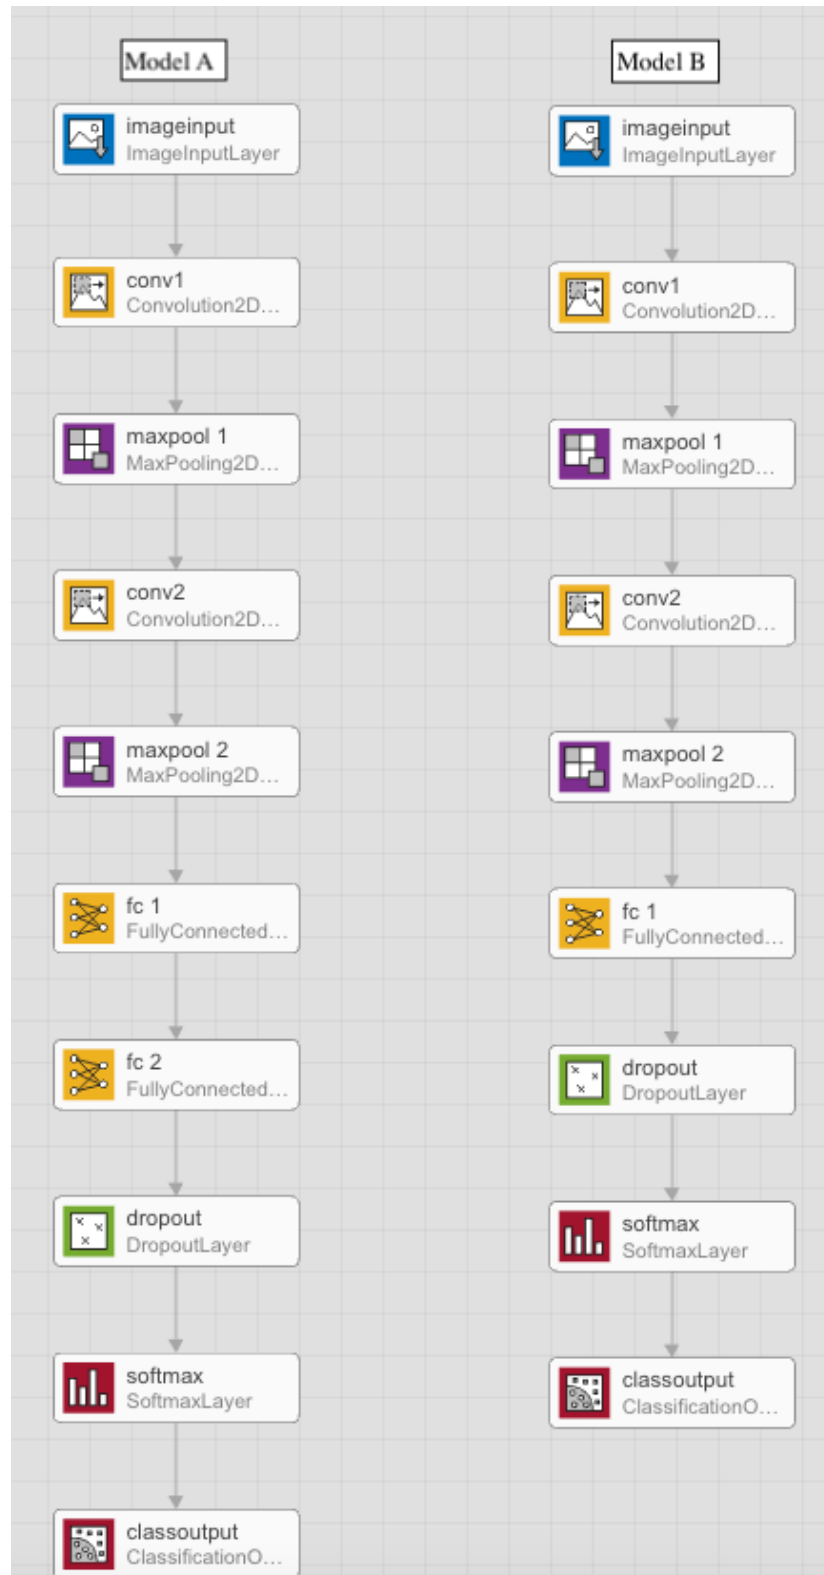 Model A
imageinput
ImageInputLayer
conv1
Convolution2D...
maxpool 1
MaxPooling2D...
conv2
Convolution2D...
maxpool 2
MaxPooling2D...
fc 1
FullyConnected...
fc 2
FullyConnected...
dropout
DropoutLayer
softmax
SoftmaxLayer
classoutput
ClassificationO...
Model B
imageinput
ImageInputLayer
conv1
Convolution2D...
maxpool 1
MaxPooling2D...
conv2
Convolution2D...
maxpool 2
MaxPooling2D...
fc 1
FullyConnected...
dropout
DropoutLayer
softmax
SoftmaxLayer
classoutput
ClassificationO...